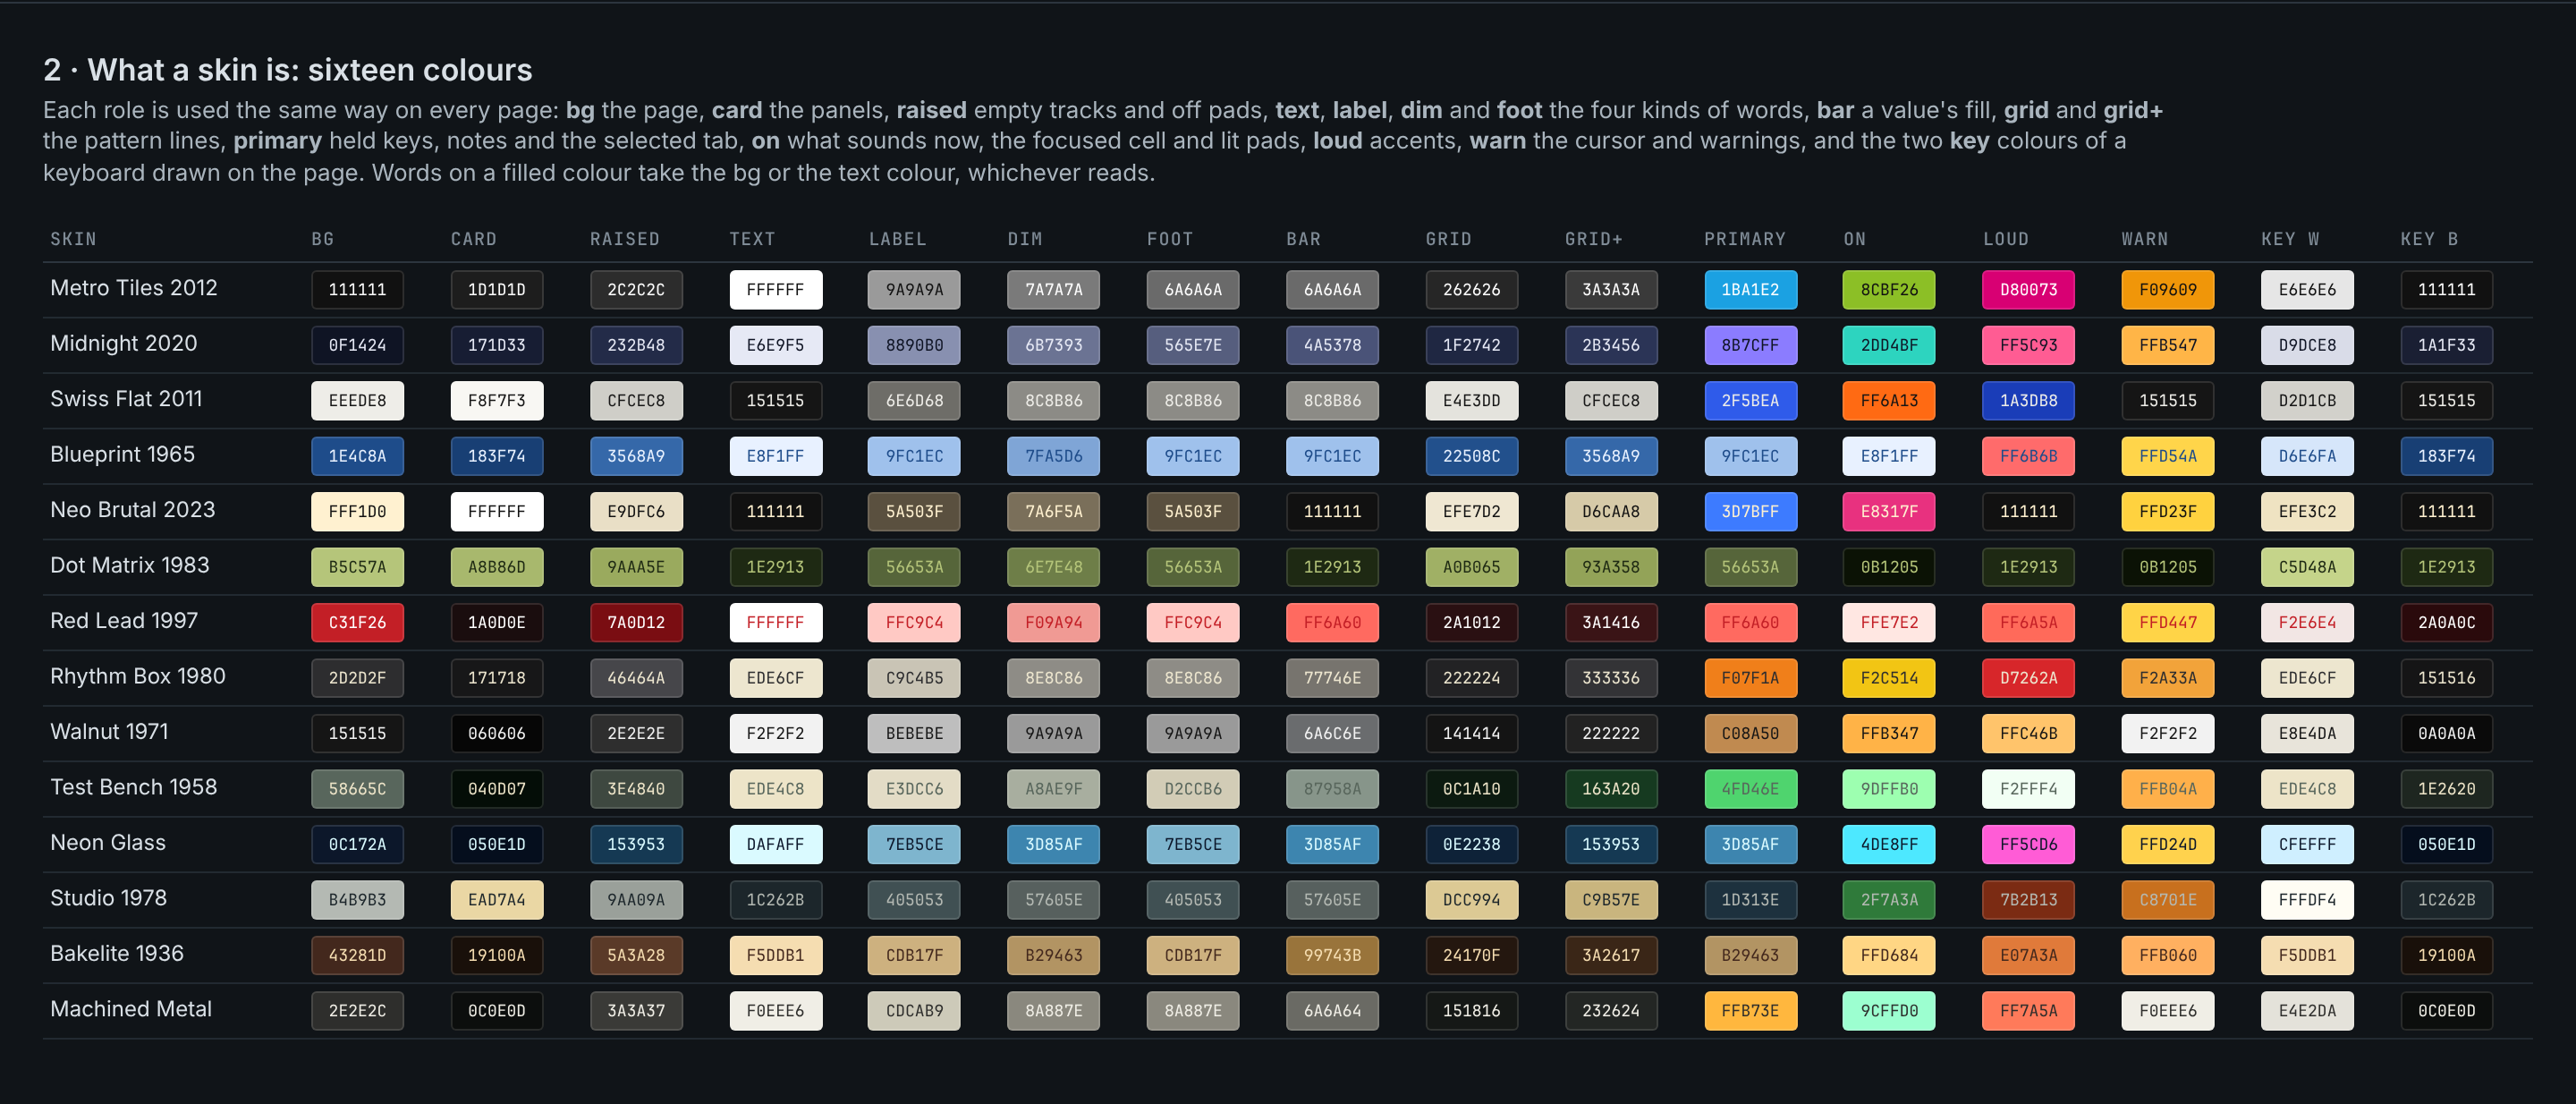 2 · What a skin is: sixteen colours
Each role is used the same way on every page: bg the page, card the panels, raised empty tracks and off pads, text, label, dim and foot the four kinds of words, bar a value's fill, grid and grid+
the pattern lines, primary held keys, notes and the selected tab, on what sounds now, the focused cell and lit pads, loud accents, warn the cursor and warnings, and the two key colours of a
keyboard drawn on the page. Words on a filled colour take the bg or the text colour, whichever reads.
SKIN BG CARD RAISED TEXT LABEL DIM FOOT BAR GRID GRID+ PRIMARY ON LOUD WARN KEY W KEY B
Metro Tiles 2012 111111 1D1D1D 2C2C2C FFFFFF 9A9A9A 7A7A7A 6A6A6A 6A6A6A 262626 3A3A3A 1BA1E2 8CBF26 D80073 F09609 E6E6E6 111111
Midnight 2020 0F1424 171D33 232B48 E6E9F5 8890B0 6B7393 565E7E 4A5378 1F2742 2B3456 8B7CFF 2DD4BF FF5C93 FFB547 D9DCE8 1A1F33
Swiss Flat 2011 EEEDE8 F8F7F3 CFCEC8 151515 6E6D68 8C8B86 8C8B86 8C8B86 E4E3DD CFCEC8 2F5BEA FF6A13 1A3DB8 151515 D2D1CB 151515
Blueprint 1965 1E4C8A 183F74 3568A9 E8F1FF 9FC1EC 7FA5D6 9FC1EC 9FC1EC 22508C 3568A9 9FC1EC E8F1FF FF6B6B FFD54A D6E6FA 183F74
Neo Brutal 2023 FFF1D0 FFFFFF E9DFC6 111111 5A503F 7A6F5A 5A503F 111111 EFE7D2 D6CAA8 3D7BFF E8317F 111111 FFD23F EFE3C2 111111
Dot Matrix 1983 B5C57A A8B86D 9AAA5E 1E2913 56653A 6E7E48 56653A 1E2913 A0B065 93A358 56653A 0B1205 1E2913 0B1205 C5D48A 1E2913
Red Lead 1997 C31F26 1A0D0E 7A0D12 FFFFFF FFC9C4 F09A94 FFC9C4 FF6A60 2A1012 3A1416 FF6A60 FFE7E2 FF6A5A FFD447 F2E6E4 2A0A0C
Rhythm Box 1980 2D2D2F 171718 46464A EDE6CF C9C4B5 8E8C86 8E8C86 77746E 222224 333336 F07F1A F2C514 D7262A F2A33A EDE6CF 151516
Walnut 1971 151515 060606 2E2E2E F2F2F2 BEBEBE 9A9A9A 9A9A9A 6A6C6E 141414 222222 C08A50 FFB347 FFC46B F2F2F2 E8E4DA 0A0A0A
Test Bench 1958 58665C 040D07 3E4840 EDE4C8 E3DCC6 A8AE9F D2CCB6 87958A 0C1A10 163A20 4FD46E 9DFFB0 F2FFF4 FFB04A EDE4C8 1E2620
Neon Glass 0C172A 050E1D 153953 DAFAFF 7EB5CE 3D85AF 7EB5CE 3D85AF 0E2238 153953 3D85AF 4DE8FF FF5CD6 FFD24D CFEFFF 050E1D
Studio 1978 B4B9B3 EAD7A4 9AA09A 1C262B 405053 57605E 405053 57605E DCC994 C9B57E 1D313E 2F7A3A 7B2B13 C8701E FFFDF4 1C262B
Bakelite 1936 43281D 19100A 5A3A28 F5DDB1 CDB17F B29463 CDB17F 99743B 24170F 3A2617 B29463 FFD684 E07A3A FFB060 F5DDB1 19100A
Machined Metal 2E2E2C 0C0E0D 3A3A37 F0EEE6 CDCAB9 8A887E 8A887E 6A6A64 151816 232624 FFB73E 9CFFD0 FF7A5A F0EEE6 E4E2DA 0C0E0D